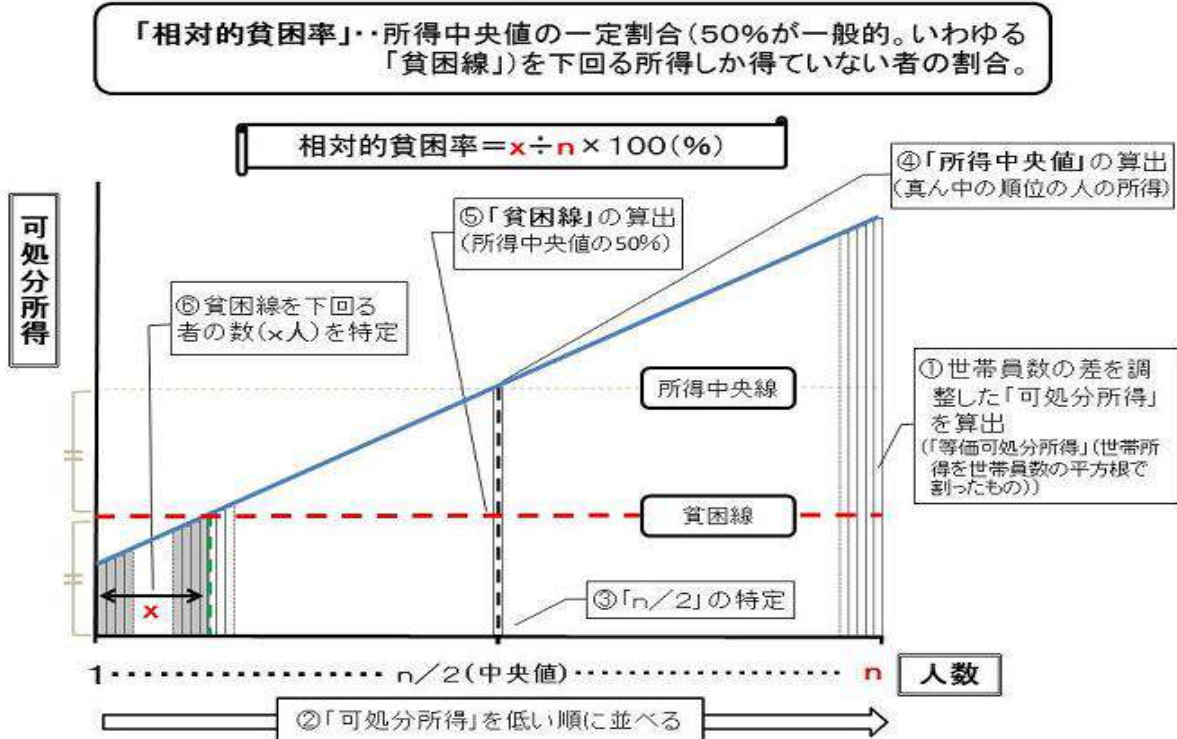 「相対的貧困率」‥所得中央値の一定割合（50%が一般的。いわゆる
「貧困線」）を下回る所得しか得ていない者の割合。
相対的貧困率＝x÷n×100（%）
④「所得中央値」の算出
（真ん中の順位の人の所得）
⑤「貧困線」の算出
（所得中央値の50%）
可処分所得
⑥貧困線を下回る
者の数（x人）を特定
所得中央線
①世帯員数の差を調
整した「可処分所得」
を算出
（「等価可処分所得」（世帯所
得を世帯員数の平方根で
割ったもの））
貧困線
x
③「n／2」の特定
1‥‥‥‥‥‥n／2（中央値）‥‥‥‥‥‥n
人数
②「可処分所得」を低い順に並べる